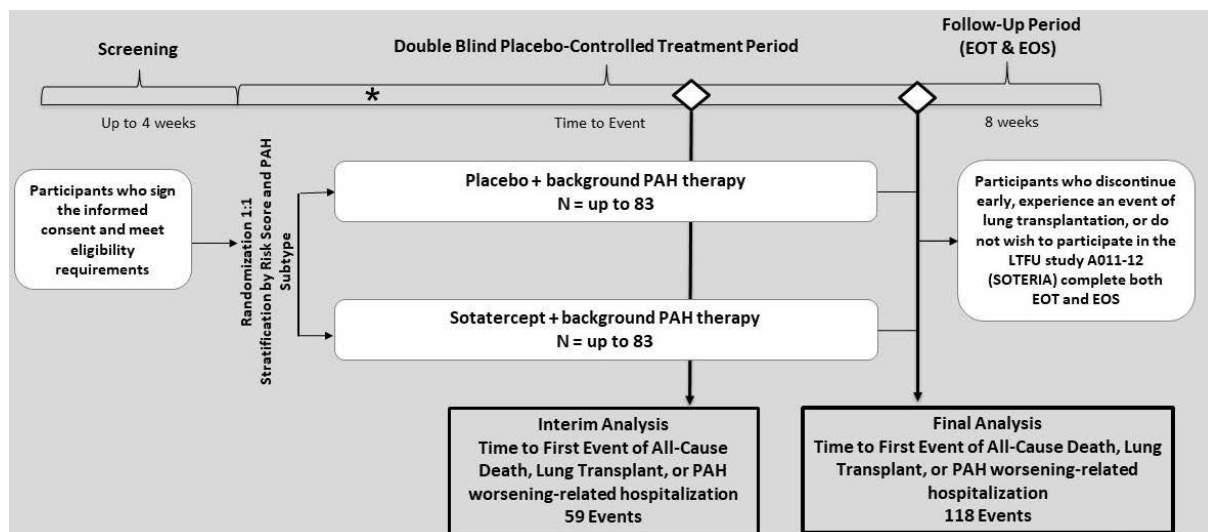 Screening
Double Blind Placebo-Controlled Treatment Period
Follow-Up Period
(EOT & EOS)
*
Up to 4 weeks
Time to Event
8 weeks
Participants who sign
the informed
consent and meet
eligibility
requirements
Randomization 1:1
Stratification by Risk Score and PAH
Subtype
Placebo + background PAH therapy
N = up to 83
Sotatercept + background PAH therapy
N = up to 83
Participants who discontinue
early, experience an event of
lung transplantation, or do
not wish to participate in the
LTFU study A011-12
(SOTERIA) complete both
EOT and EOS
Interim Analysis
Time to First Event of All-Cause
Death, Lung Transplant, or PAH
worsening-related hospitalization
59 Events
Final Analysis
Time to First Event of All-Cause Death, Lung
Transplant, or PAH worsening-related
hospitalization
118 Events